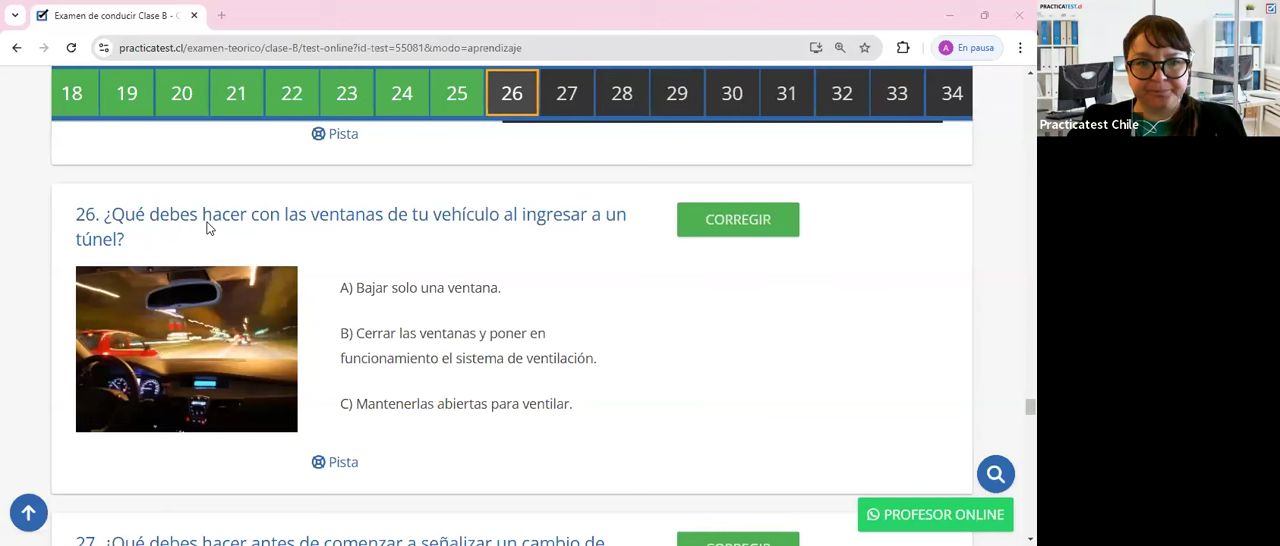 Examen de conducir Clase B - C
practicatest.cl/examen-teorico/clase-B/test-online?id-test=55081&modo=aprendizaje
A
En pausa
PRACTICATEST.cl
Practicatest Chile
18 19 20 21 22 23 24 25 26 27 28 29 30 31 32 33 34
Pista
26. ¿Qué debes hacer con las ventanas de tu vehículo al ingresar a un
túnel?
CORREGIR
A) Bajar solo una ventana.
B) Cerrar las ventanas y poner en
funcionamiento el sistema de ventilación.
C) Mantenerlas abiertas para ventilar.
Pista
PROFESOR ONLINE
27. ¿Qué debes hacer antes de comenzar a señalizar un cambio de
CORREGIR